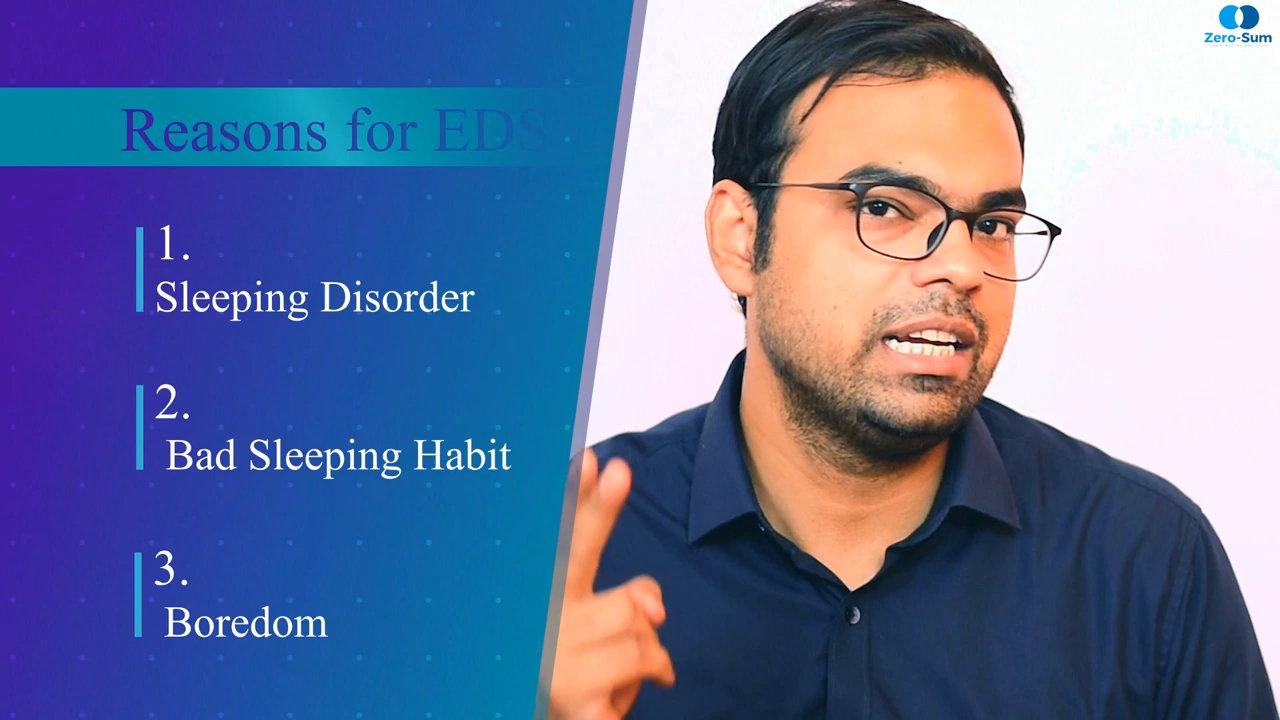 Reasons for EDS
1.
Sleeping Disorder
2.
Bad Sleeping Habit
3.
Boredom
Zero-Sum